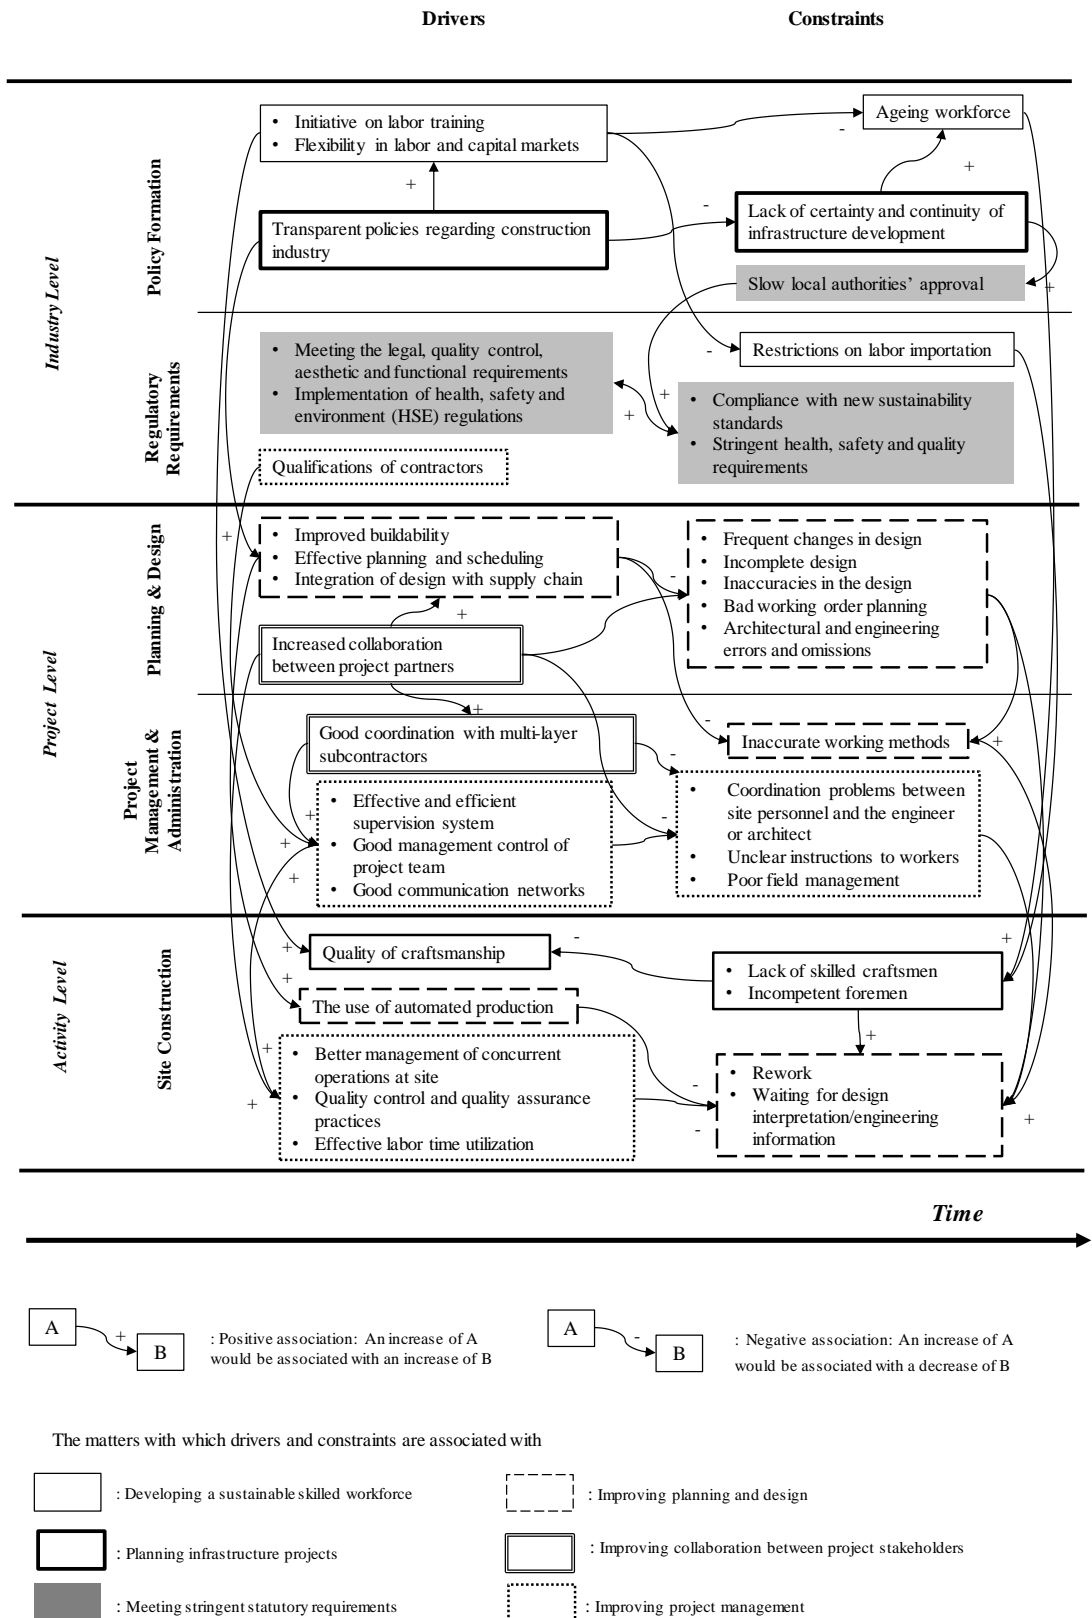 Drivers
Constraints
Industry Level
Policy Formation
• Initiative on labor training
• Flexibility in labor and capital markets
Ageing workforce
-
+
+
-
Transparent policies regarding construction
industry
Lack of certainty and continuity of
infrastructure development
Slow local authorities' approval
+
Regulatory
Requirements
• Meeting the legal, quality control,
aesthetic and functional requirements
• Implementation of health, safety and
environment (HSE) regulations
-
Restrictions on labor importation
+
+
• Compliance with new sustainability
standards
• Stringent health, safety and quality
requirements
Qualifications of contractors
Project Level
Planning & Design
+
• Improved buildability
• Effective planning and scheduling
• Integration of design with supply chain
-
• Frequent changes in design
• Incomplete design
• Inaccuracies in the design
• Bad working order planning
• Architectural and engineering
errors and omissions
+
Increased collaboration
between project partners
Project
Management &
Administration
+
Good coordination with multi-layer
subcontractors
-
-
Inaccurate working methods
+
+
+
+
• Effective and efficient
supervision system
• Good management control of
project team
• Good communication networks
-
• Coordination problems between
site personnel and the engineer
or architect
• Unclear instructions to workers
• Poor field management
Activity Level
Site Construction
+
Quality of craftsmanship
-
+
• Lack of skilled craftsmen
• Incompetent foremen
+
The use of automated production
+
+
+
• Better management of concurrent
operations at site
• Quality control and quality assurance
practices
• Effective labor time utilization
-
-
• Rework
• Waiting for design
interpretation/engineering
information
+
Time
A
+
B
: Positive association: An increase of A
would be associated with an increase of B
A
-
B
: Negative association: An increase of A
would be associated with a decrease of B
The matters with which drivers and constraints are associated with
: Developing a sustainable skilled workforce
: Improving planning and design
: Planning infrastructure projects
: Improving collaboration between project stakeholders
: Meeting stringent statutory requirements
: Improving project management